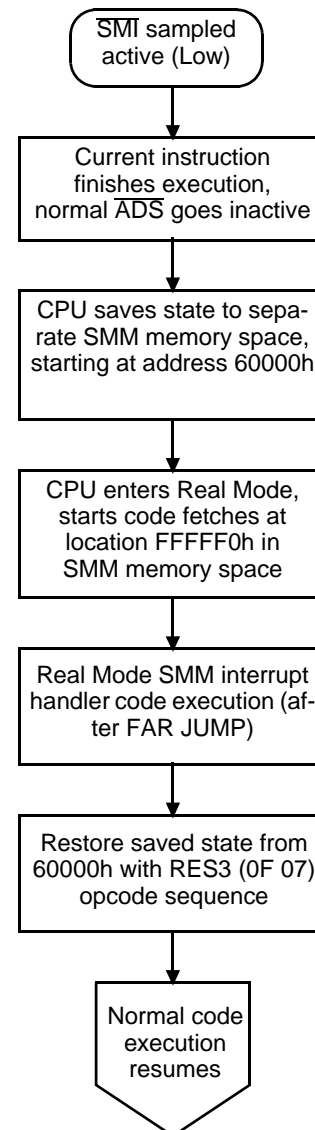 S̅M̅I̅ sampled
active (Low)
Current instruction
finishes execution,
normal A̅D̅S̅ goes inactive
CPU saves state to sepa-
rate SMM memory space,
starting at address 60000h
CPU enters Real Mode,
starts code fetches at
location FFFFF0h in
SMM memory space
Real Mode SMM interrupt
handler code execution (af-
ter FAR JUMP)
Restore saved state from
60000h with RES3 (0F 07)
opcode sequence
Normal code
execution
resumes